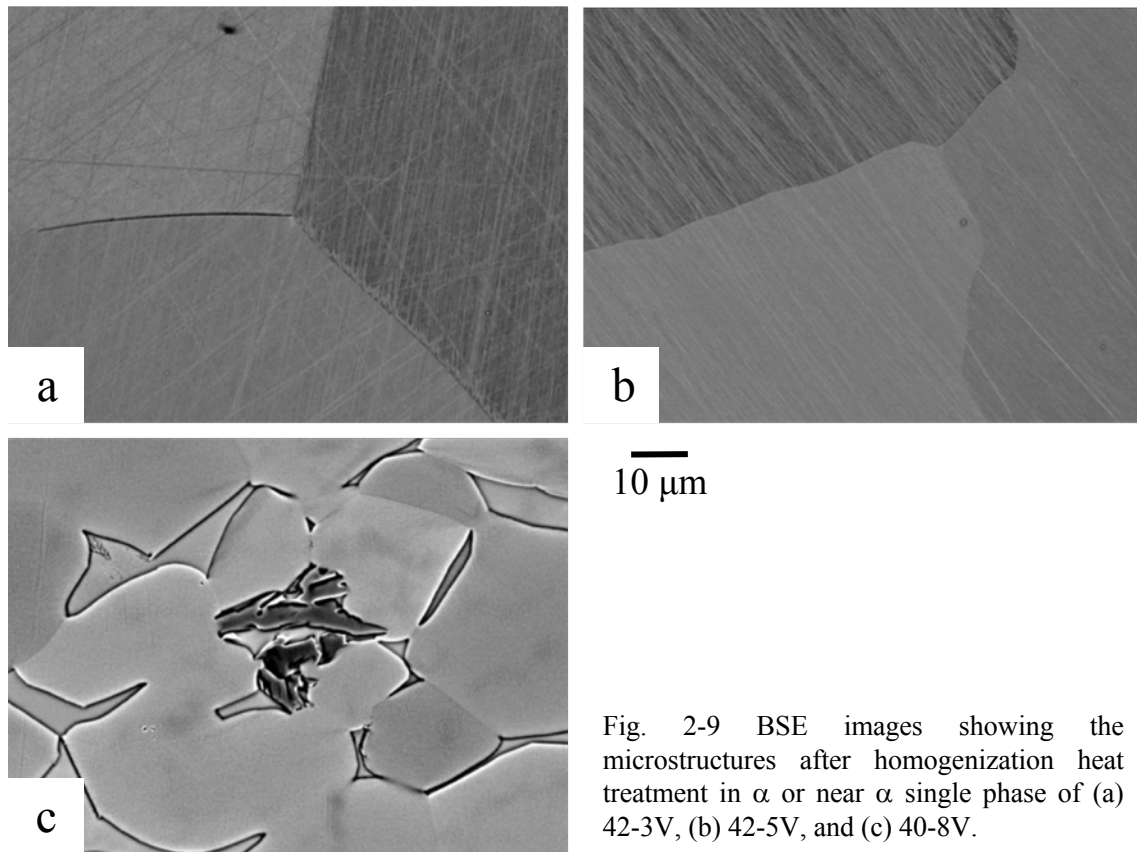 a
b
c
10 μm
Fig. 2-9 BSE images showing the
microstructures after homogenization heat
treatment in α or near α single phase of (a)
42-3V, (b) 42-5V, and (c) 40-8V.